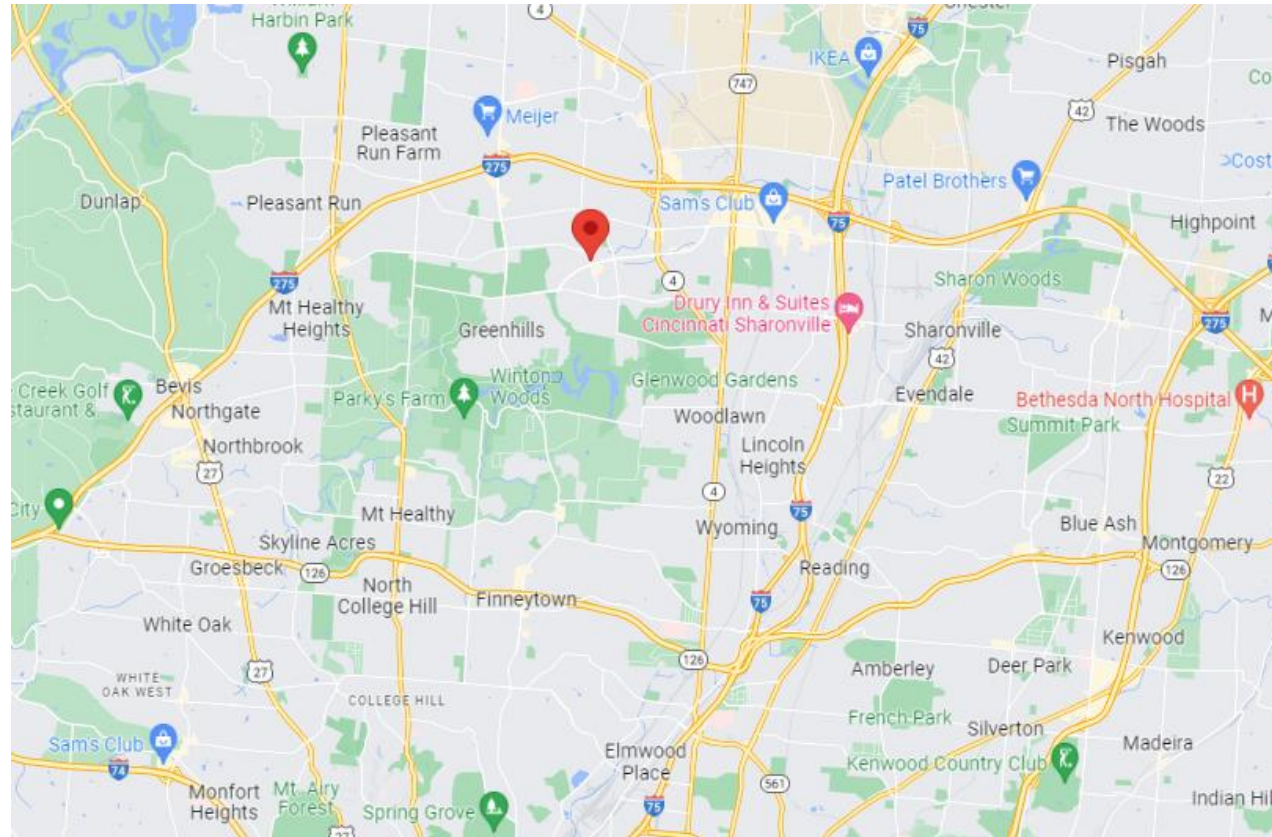 Harbin Park
4
75
IKEA
Pisgah
Co
747
42
The Woods
Meijer
Pleasant
Run Farm
275
Cost
Patel Brothers
Dunlap
Pleasant Run
Sam's Club
75
Highpoint
275
4
Sharon Woods
Mt Healthy
Heights
Drury Inn & Suites
Cincinnati Sharonville
Greenhills
Sharonville
275
M
42
Creek Golf
staurant &
Bevis
Northgate
Parky's Farm
Winton
Woods
Glenwood Gardens
Evendale
Bethesda North Hospital
H
Woodlawn
Summit Park
Northbrook
27
Lincoln
Heights
22
4
City
Mt Healthy
75
Wyoming
Blue Ash
Skyline Acres
Montgomery
Groesbeck
126
Reading
126
North
College Hill
Finneytown
75
White Oak
Kenwood
126
27
Amberley
Deer Park
WHITE
OAK WEST
COLLEGE HILL
French Park
Silverton
Sam's Club
Elmwood
Place
Madeira
Kenwood Country Club
74
561
Monfort
Heights
Mt. Airy
Forest
Spring Grove
75
Indian Hil
27